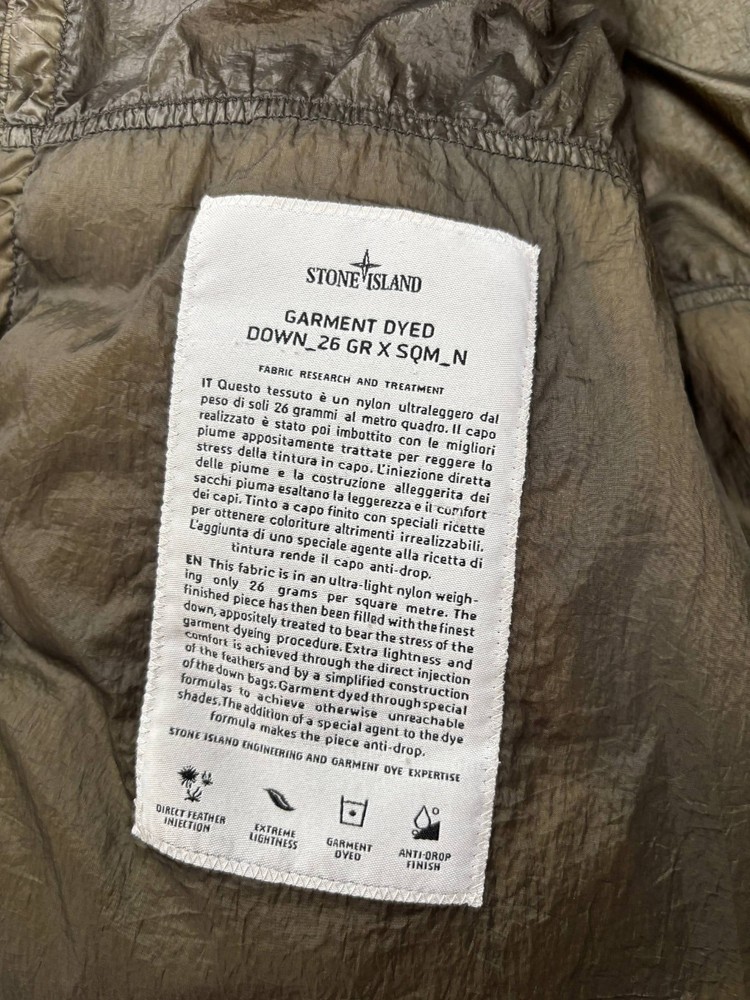 STONE ISLAND
GARMENT DYED
DOWN_26 GR X SQM_N
FABRIC RESEARCH AND TREATMENT
IT Questo tessuto è un nylon ultraleggero dal
peso di soli 26 grammi al metro quadro. Il capo
realizzato è stato poi imbottito con le migliori
piume appositamente trattate per reggere lo
stress della tintura in capo. L'iniezione diretta
delle piume e la costruzione alleggerita dei
sacchi piuma esaltano la leggerezza e il comfort
dei capi. Tinto a capo finito con speciali ricette
per ottenere coloriture altrimenti irrealizzabili.
L'aggiunta di uno speciale agente alla ricetta di
tintura rende il capo anti-drop.
EN This fabric is in an ultra-light nylon weigh-
ing only 26 grams per square metre. The
finished piece has then been filled with the finest
down, appositely treated to bear the stress of the
garment dyeing procedure. Extra lightness and
comfort is achieved through the direct injection
of the feathers and by a simplified construction
of the down bags. Garment dyed through special
formulas to achieve otherwise unreachable
shades. The addition of a special agent to the dye
formula makes the piece anti-drop.
STONE ISLAND ENGINEERING AND GARMENT DYE EXPERTISE
DIRECT FEATHER
INJECTION
EXTREME
LIGHTNESS
GARMENT
DYED
ANTI-DROP
FINISH